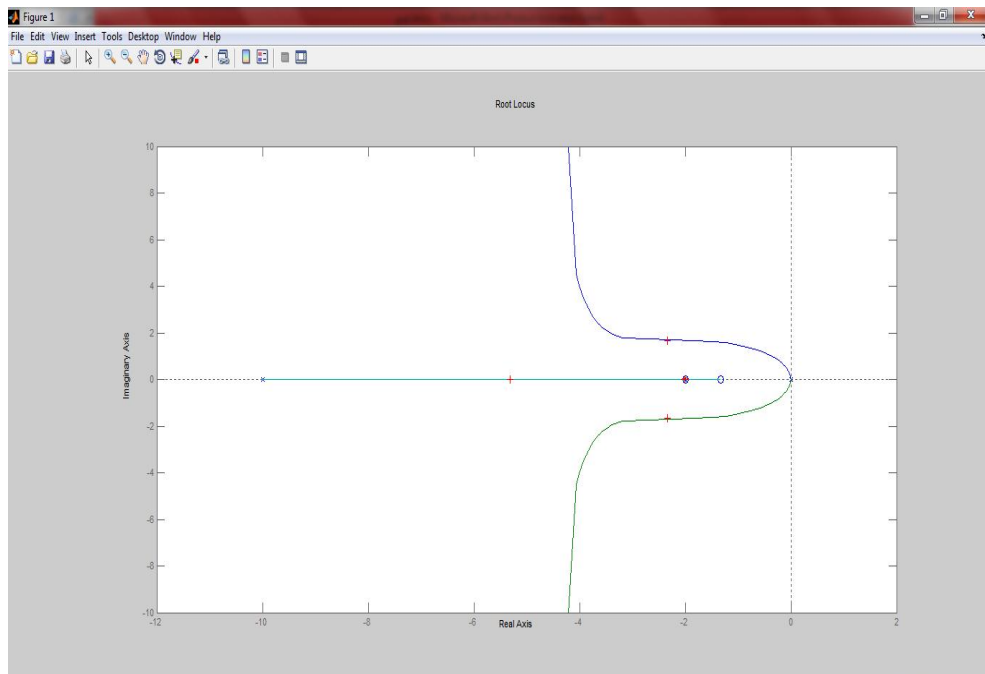 Figure 1
File Edit View Insert Tools Desktop Window Help
Root Locus
10
8
6
4
2
0
-2
-4
-6
-8
-10
Imaginary Axis
-12 -10 -8 -6 -4 -2 0 2
Real Axis